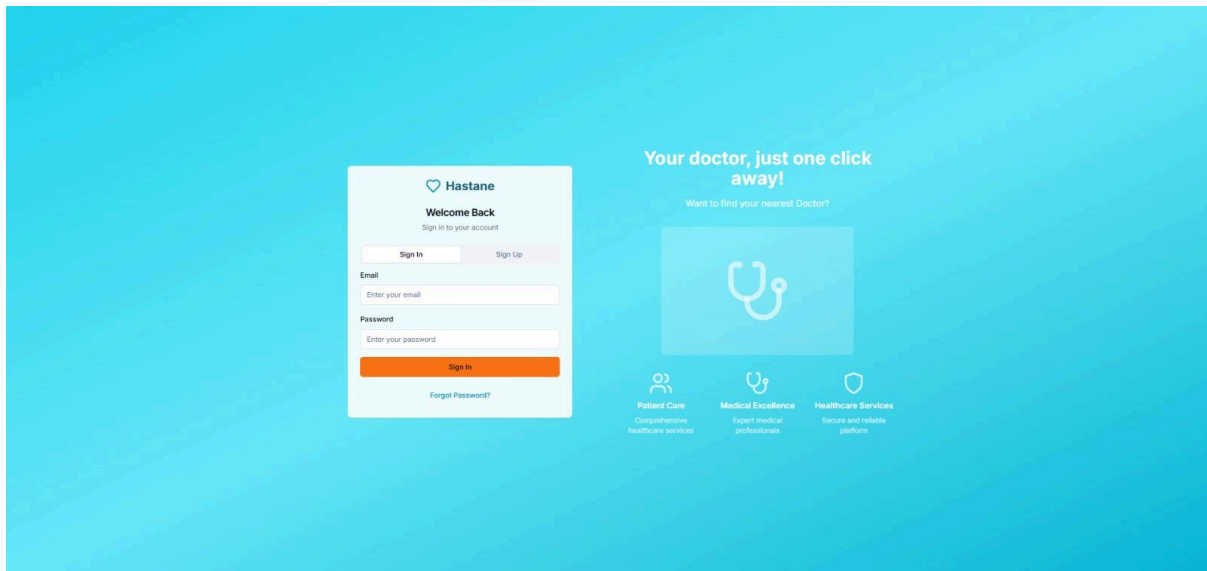 Hastane
Welcome Back
Sign in to your account
Sign In
Sign Up
Email
Enter your email
Password
Enter your password
Sign In
Forgot Password?
Your doctor, just one click
away!
Want to find your nearest Doctor?
Patient Care
Comprehensive
healthcare services
Medical Excellence
Expert medical
professionals
Healthcare Services
Secure and reliable
platform